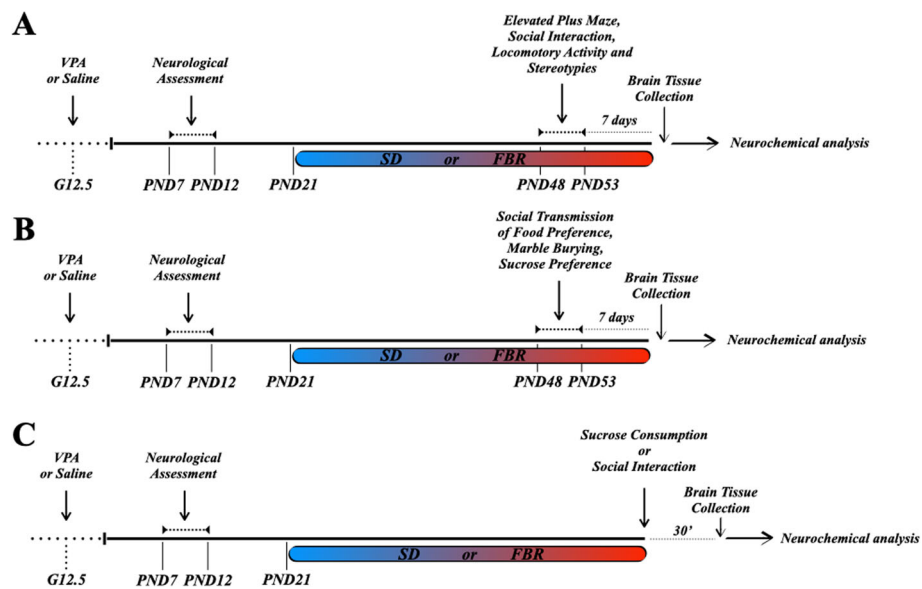 A
VPA
or Saline
Neurological
Assessment
Elevated Plus Maze,
Social Interaction,
Locomotory Activity and
Stereotypies
Brain Tissue
Collection
7 days
Neurochemical analysis
SD or FBR
G12.5
PND7 PND12
PND21
PND48 PND53
B
VPA
or Saline
Neurological
Assessment
Social Transmission
of Food Preference,
Marble Burying,
Sucrose Preference
Brain Tissue
Collection
7 days
Neurochemical analysis
SD or FBR
G12.5
PND7 PND12
PND21
PND48 PND53
C
VPA
or Saline
Neurological
Assessment
Sucrose Consumption
or
Social Interaction
Brain Tissue
Collection
30'
Neurochemical analysis
SD or FBR
G12.5
PND7 PND12
PND21